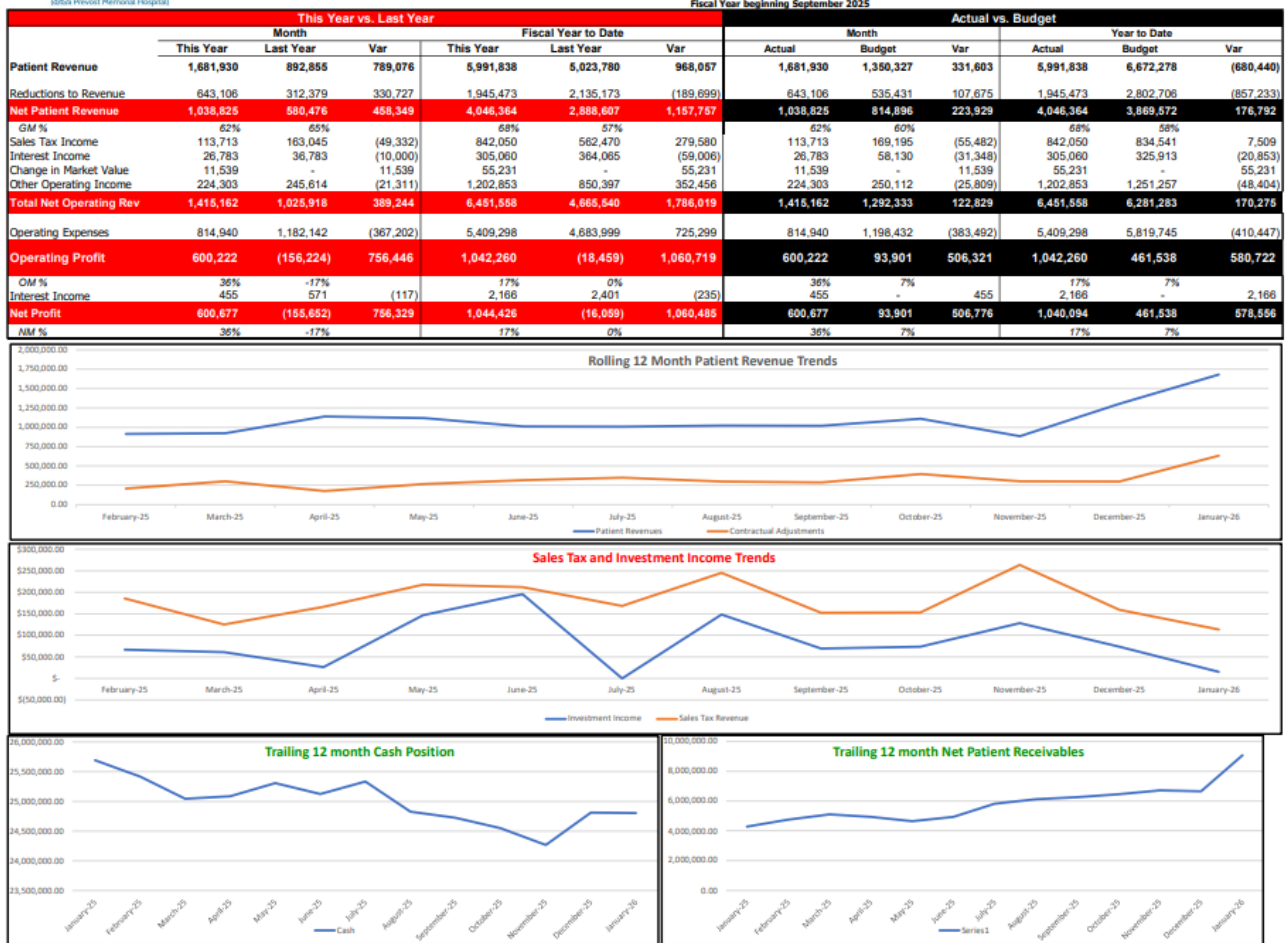 (d/b/a Prevost Memorial Hospital)
Fiscal Year beginning September 2025
This Year vs. Last Year Actual vs. Budget
Month Fiscal Year to Date Month Year to Date
This Year Last Year Var This Year Last Year Var Actual Budget Var Actual Budget Var
Patient Revenue 1,681,930 892,855 789,076 5,991,838 5,023,780 968,057 1,681,930 1,350,327 331,603 5,991,838 6,672,278 (680,440)
Reductions to Revenue 643,106 312,379 330,727 1,945,473 2,135,173 (189,699) 643,106 535,431 107,675 1,945,473 2,802,706 (857,233)
Net Patient Revenue 1,038,825 580,476 458,349 4,046,364 2,888,607 1,157,757 1,038,825 814,896 223,929 4,046,364 3,869,572 176,792
GM % 62% 65% 68% 57% 62% 60% 68% 58%
Sales Tax Income 113,713 163,045 (49,332) 842,050 562,470 279,580 113,713 169,195 (55,482) 842,050 834,541 7,509
Interest Income 26,783 36,783 (10,000) 305,060 364,065 (59,006) 26,783 58,130 (31,348) 305,060 325,913 (20,853)
Change in Market Value 11,539 - 11,539 55,231 - 55,231 11,539 - 11,539 55,231 - 55,231
Other Operating Income 224,303 245,614 (21,311) 1,202,853 850,397 352,456 224,303 250,112 (25,809) 1,202,853 1,251,257 (48,404)
Total Net Operating Rev 1,415,162 1,025,918 389,244 6,451,558 4,665,540 1,786,019 1,415,162 1,292,333 122,829 6,451,558 6,281,283 170,275
Operating Expenses 814,940 1,182,142 (367,202) 5,409,298 4,683,999 725,299 814,940 1,198,432 (383,492) 5,409,298 5,819,745 (410,447)
Operating Profit 600,222 (156,224) 756,446 1,042,260 (18,459) 1,060,719 600,222 93,901 506,321 1,042,260 461,538 580,722
OM % 36% -17% 17% 0% 36% 7% 17% 7%
Interest Income 455 571 (117) 2,166 2,401 (235) 455 - 455 2,166 - 2,166
Net Profit 600,677 (155,652) 756,329 1,044,426 (16,059) 1,060,485 600,677 93,901 506,776 1,040,094 461,538 578,556
NM % 36% -17% 17% 0% 36% 7% 17% 7%
Rolling 12 Month Patient Revenue Trends
2,000,000.00
1,750,000.00
1,500,000.00
1,250,000.00
1,000,000.00
750,000.00
500,000.00
250,000.00
0.00
February-25 March-25 April-25 May-25 June-25 July-25 August-25 September-25 October-25 November-25 December-25 January-26
Patient Revenues Contractual Adjustments
Sales Tax and Investment Income Trends
$300,000.00
$250,000.00
$200,000.00
$150,000.00
$100,000.00
$50,000.00
$-
$(50,000.00)
February-25 March-25 April-25 May-25 June-25 July-25 August-25 September-25 October-25 November-25 December-25 January-26
Investment Income Sales Tax Revenue
Trailing 12 month Cash Position
26,000,000.00
25,500,000.00
25,000,000.00
24,500,000.00
24,000,000.00
23,500,000.00
January-25 February-25 March-25 April-25 May-25 June-25 July-25 August-25 September-25 October-25 November-25 December-25 January-26
Cash
Trailing 12 month Net Patient Receivables
10,000,000.00
8,000,000.00
6,000,000.00
4,000,000.00
2,000,000.00
0.00
January-25 February-25 March-25 April-25 May-25 June-25 July-25 August-25 September-25 October-25 November-25 December-25 January-26
Series1